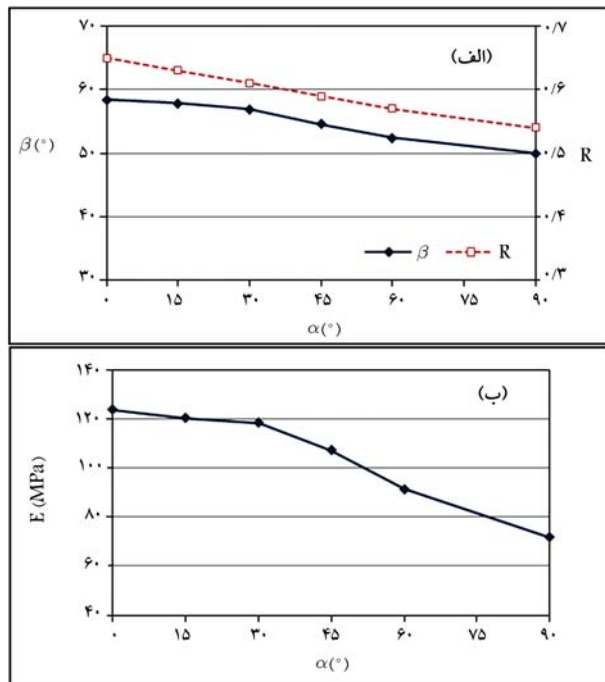 (الف)
β(°)
۷۰
۶۰
۵۰
۴۰
۳۰
۰/۷
۰/۶
۰/۵
۰/۴
۰/۳
R
β R
۰ ۱۵ ۳۰ ۴۵ ۶۰ ۷۵ ۹۰
α(°)
(ب)
E (MPa)
۱۴۰
۱۲۰
۱۰۰
۸۰
۶۰
۴۰
۰ ۱۵ ۳۰ ۴۵ ۶۰ ۷۵ ۹۰
α(°)